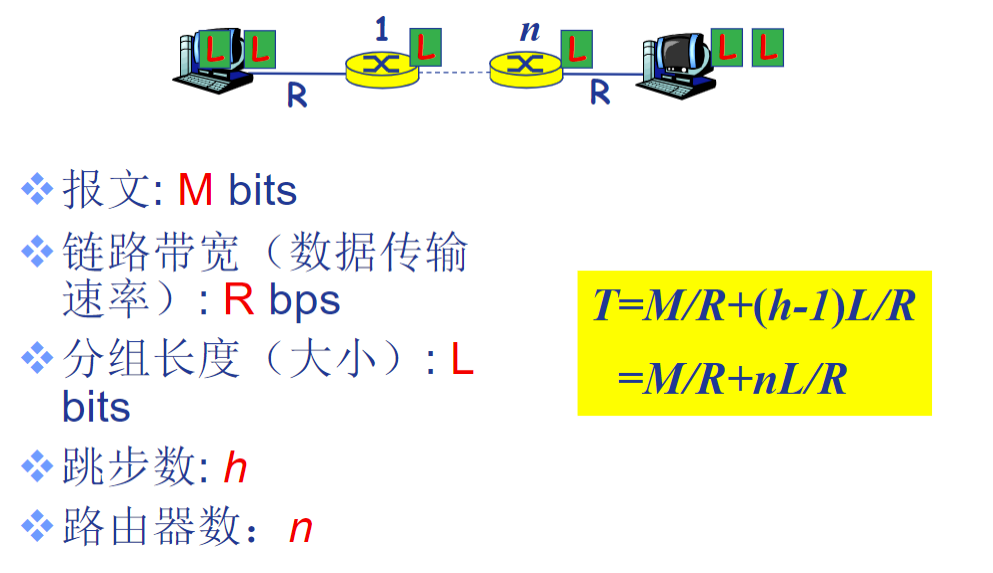 1 n
L L L L L L
R R
报文: M bits
链路带宽（数据传输
速率）: R bps
分组长度（大小）: L
bits
跳步数: h
路由器数：n
T=M/R+(h-1)L/R
=M/R+nL/R